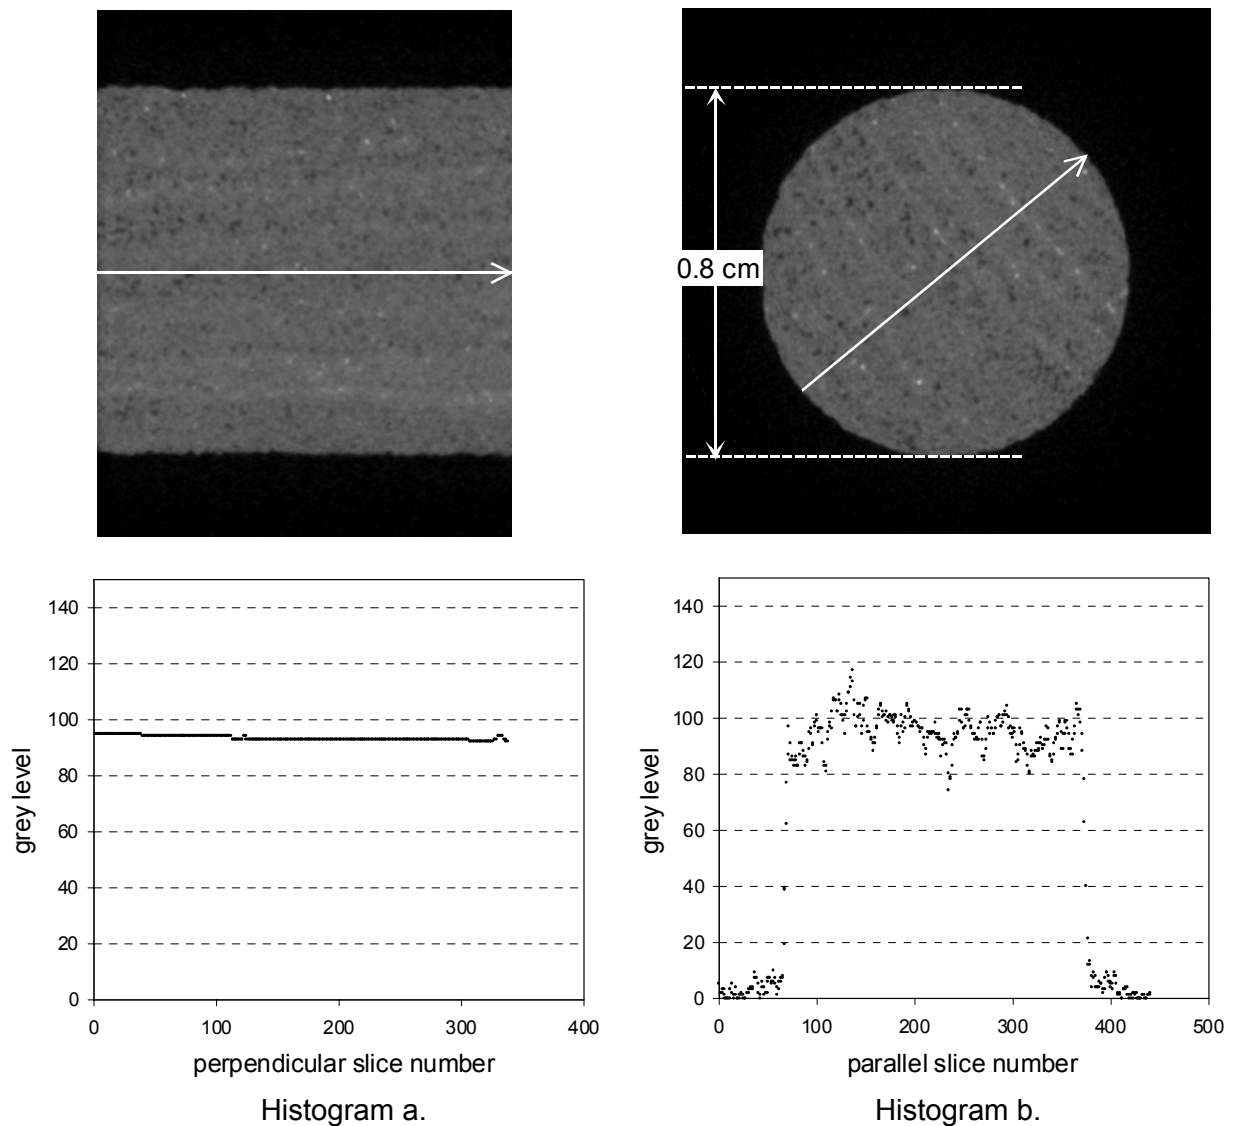 0.8 cm
140
120
100
80
60
40
20
0
grey level
0 100 200 300 400
perpendicular slice number
Histogram a.
140
120
100
80
60
40
20
0
grey level
0 100 200 300 400 500
parallel slice number
Histogram b.